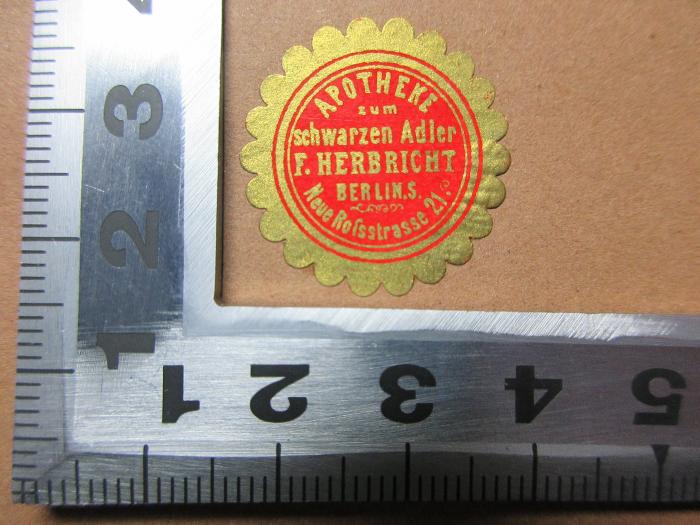 APOTHEKE
zum
schwarzen Adler
F. HERBRICHT
BERLIN.S.
Neue Roſsstrasse 21.
3
2
1
1 2 3 4 5